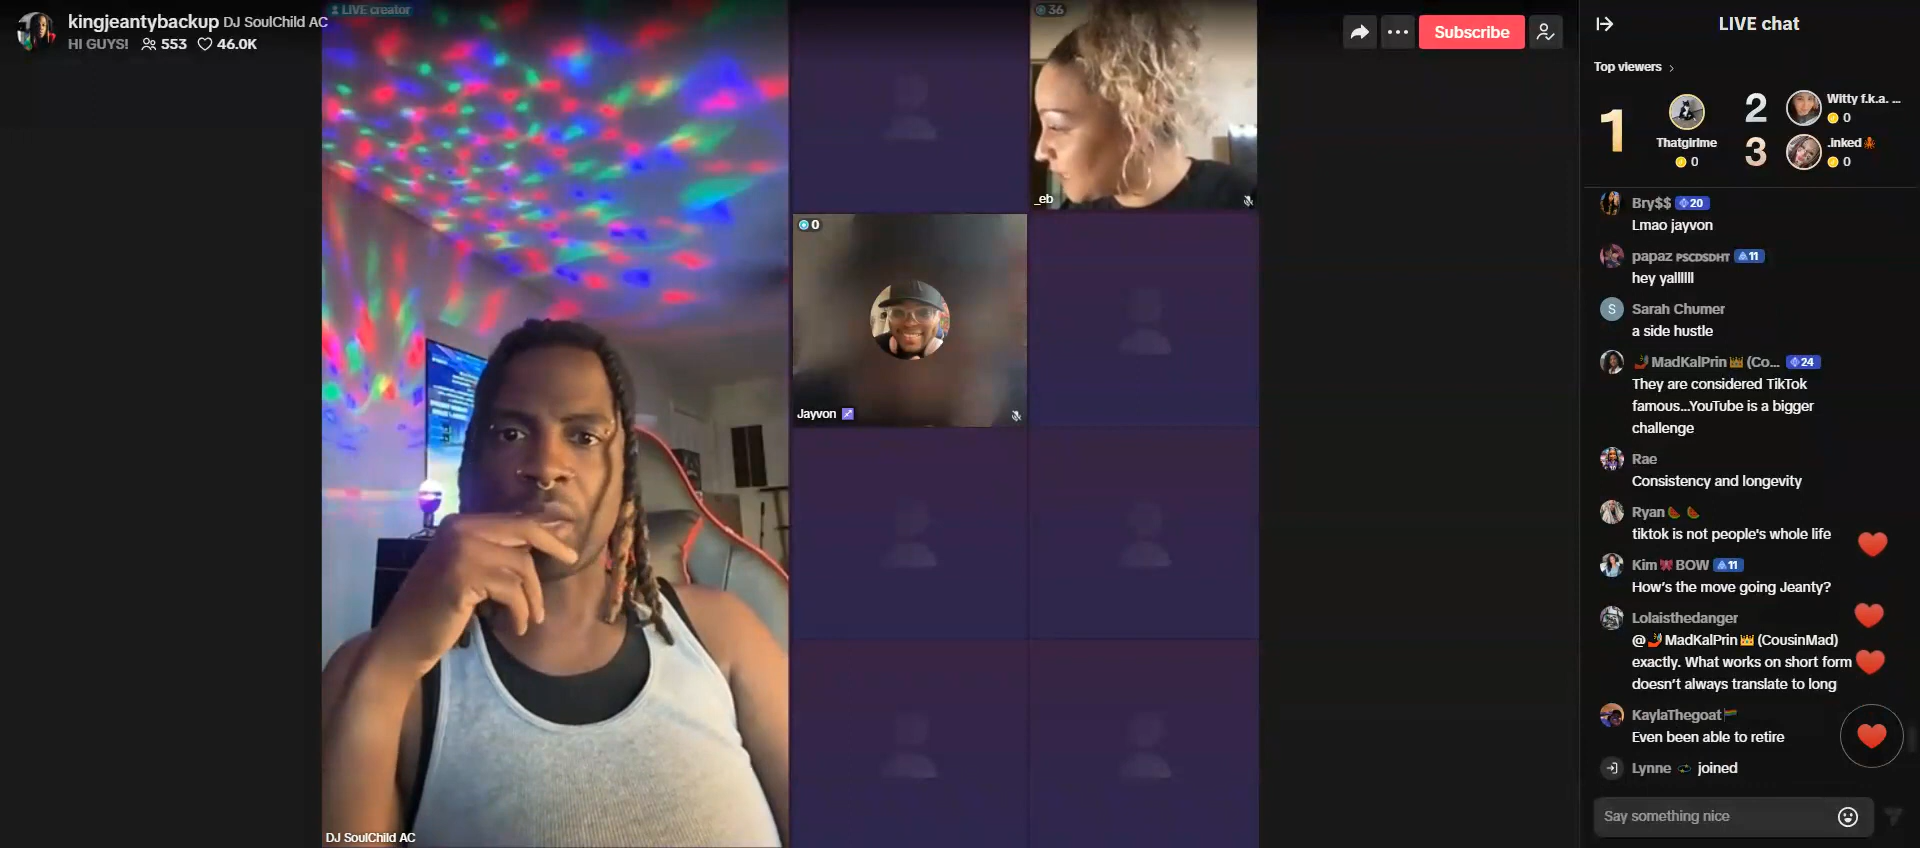 kingjeantybackup DJ SoulChild AC
HI GUYS! 553 46.0K
LIVE creator
36
Subscribe
LIVE chat
Top viewers
1
Thatgirlme
0
2
Witty f.k.a. ...
0
3
.inked🐙
0
_eb
0
Jayvon ♐
DJ SoulChild AC
Bry$$ 20
Lmao jayvon
papaz ᴘꜱᴄᴅꜱᴅʜᴛ 11
hey yallllll
S
Sarah Chumer
a side hustle
MadKalPrin 👑 (Co... 24
They are considered TikTok
famous...YouTube is a bigger
challenge
Rae
Consistency and longevity
Ryan🍉 🍉
tiktok is not people's whole life
Kim🎀BOW 11
How's the move going Jeanty?
Lolaisthedanger
@🤳MadKalPrin 👑 (CousinMad)
exactly. What works on short form
doesn't always translate to long
KaylaThegoat🏳️‍🌈
Even been able to retire
Lynne joined
Say something nice